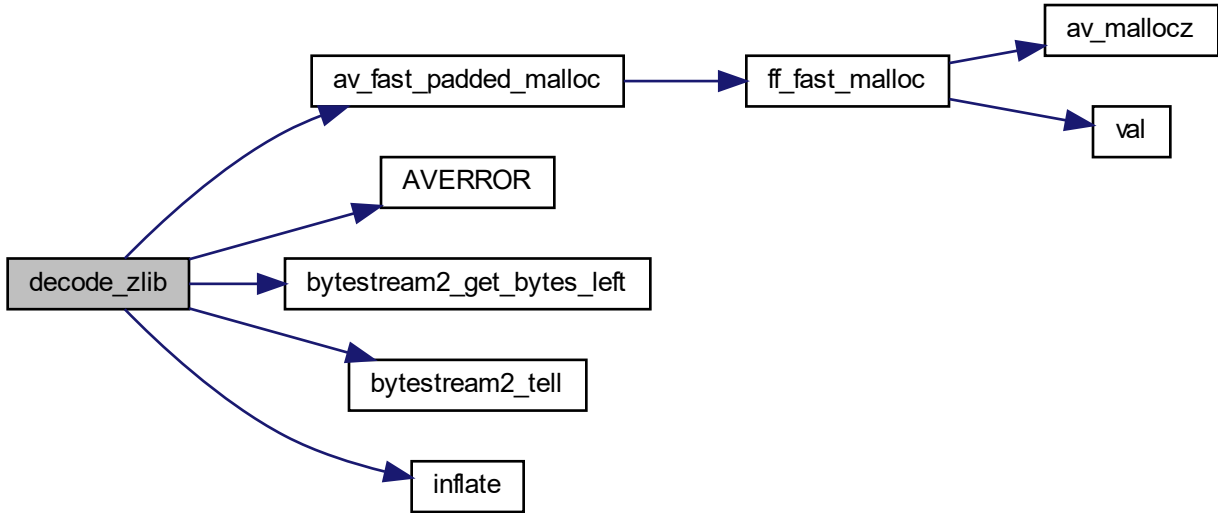 av_mallocz
av_fast_padded_malloc
ff_fast_malloc
val
AVERROR
decode_zlib
bytestream2_get_bytes_left
bytestream2_tell
inflate